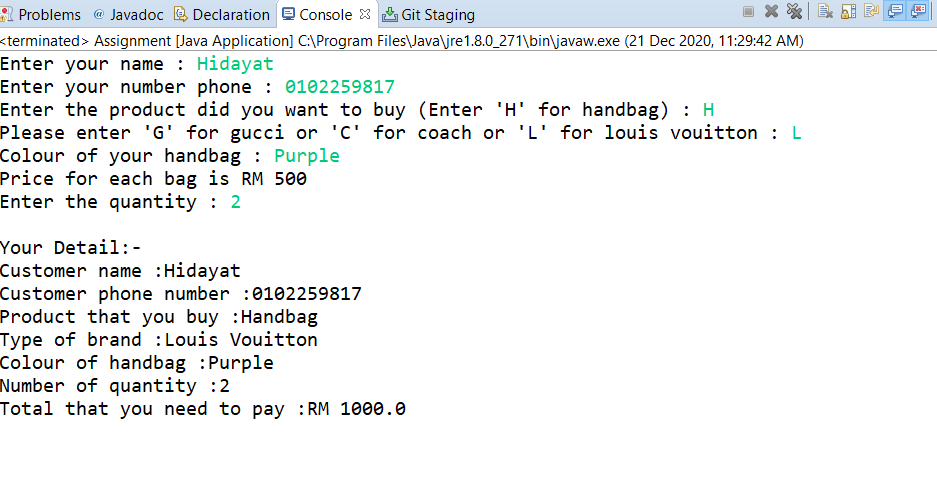 Problems @ Javadoc Declaration Console Git Staging
<terminated> Assignment [Java Application] C:\Program Files\Java\jre1.8.0_271\bin\javaw.exe (21 Dec 2020, 11:29:42 AM)
Enter your name : Hidayat
Enter your number phone : 0102259817
Enter the product did you want to buy (Enter 'H' for handbag) : H
Please enter 'G' for gucci or 'C' for coach or 'L' for louis vouitton : L
Colour of your handbag : Purple
Price for each bag is RM 500
Enter the quantity : 2
Your Detail:-
Customer name :Hidayat
Customer phone number :0102259817
Product that you buy :Handbag
Type of brand :Louis Vouitton
Colour of handbag :Purple
Number of quantity :2
Total that you need to pay :RM 1000.0